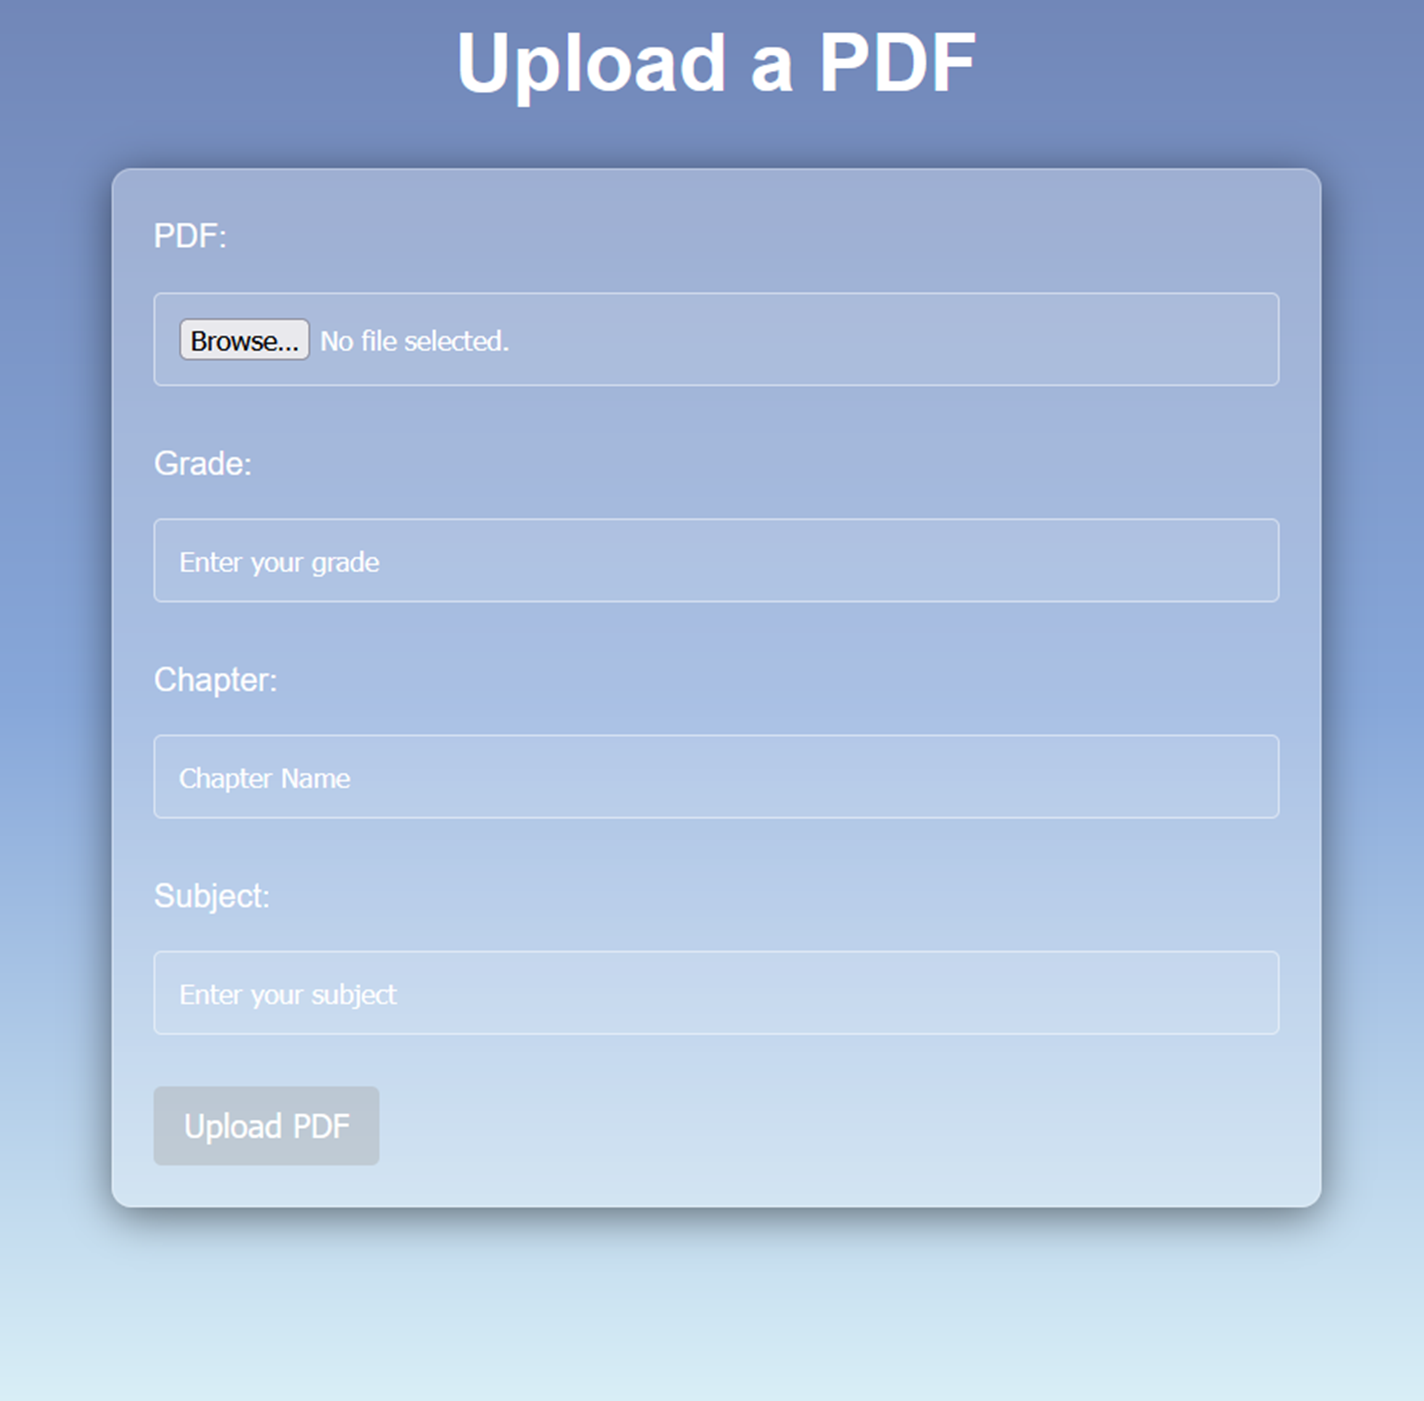 Upload a PDF
PDF:
Browse... No file selected.
Grade:
Enter your grade
Chapter:
Chapter Name
Subject:
Enter your subject
Upload PDF